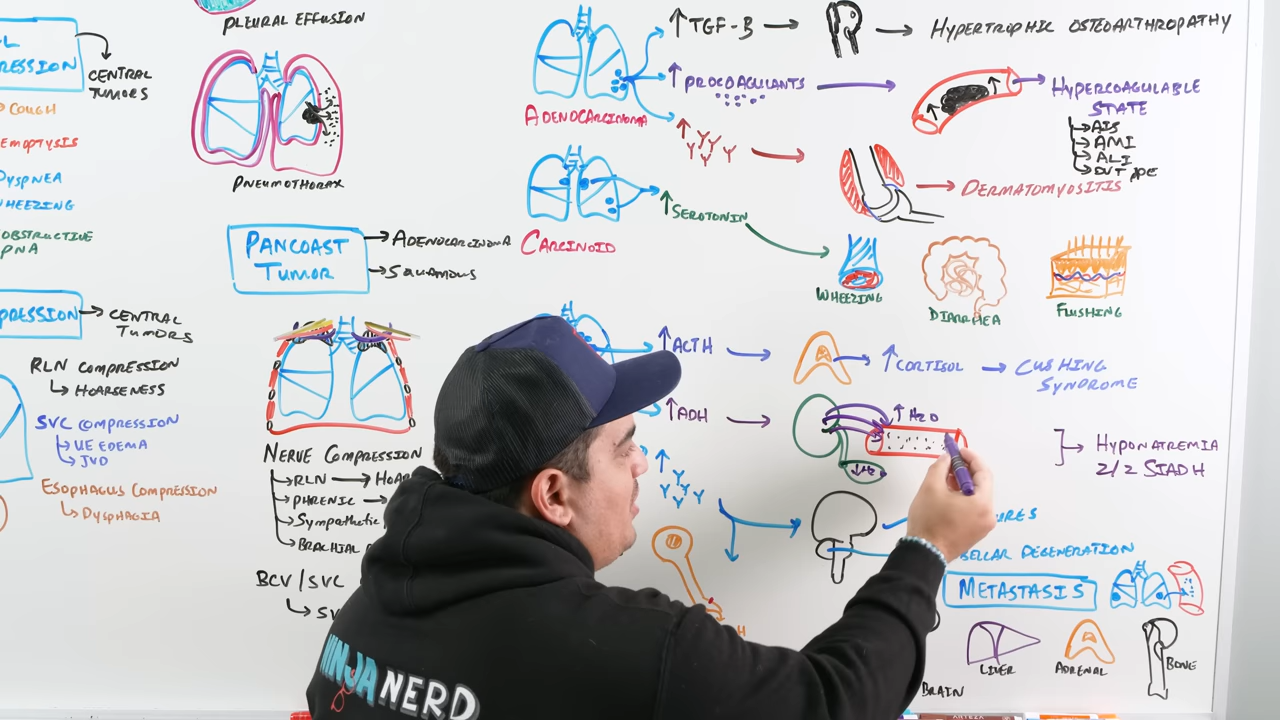 PLEURAL EFFUSION
CENTRAL
TUMORS
COUGH
PNEUMOTHORAX
WHEEZING
OBSTRUCTIVE
PNA
PANCOAST
TUMOR
ADENOCARCINOMA
SQUAMOUS
CENTRAL
TUMORS
RLN COMPRESSION
HOARSENESS
SVC COMPRESSION
UE EDEMA
JVD
ESOPHAGUS COMPRESSION
DYSPHAGIA
NERVE COMPRESSION
RLN
PHRENIC
Sympathetic
BRACHIAL
BCV/SVC
↑TGF-B
HYPERTROPHIC OSTEOARTHROPATHY
↑PROCOAGULANTS
HYPERCOAGULABLE
STATE
AIS
AMI
ALI
DVT/PE
ADENOCARCINOMA
DERMATOMYOSITIS
↑SEROTONIN
CARCINOID
WHEEZING
DIARRHEA
FLUSHING
↑ACTH
↑CORTISOL
CUSHING
SYNDROME
↑ADH
↑H2O
↓H2O
HYPONATREMIA
2/2 SIADH
DEGENERATION
METASTASIS
LIVER
ADRENAL
BONE
BRAIN
NINJA NERD